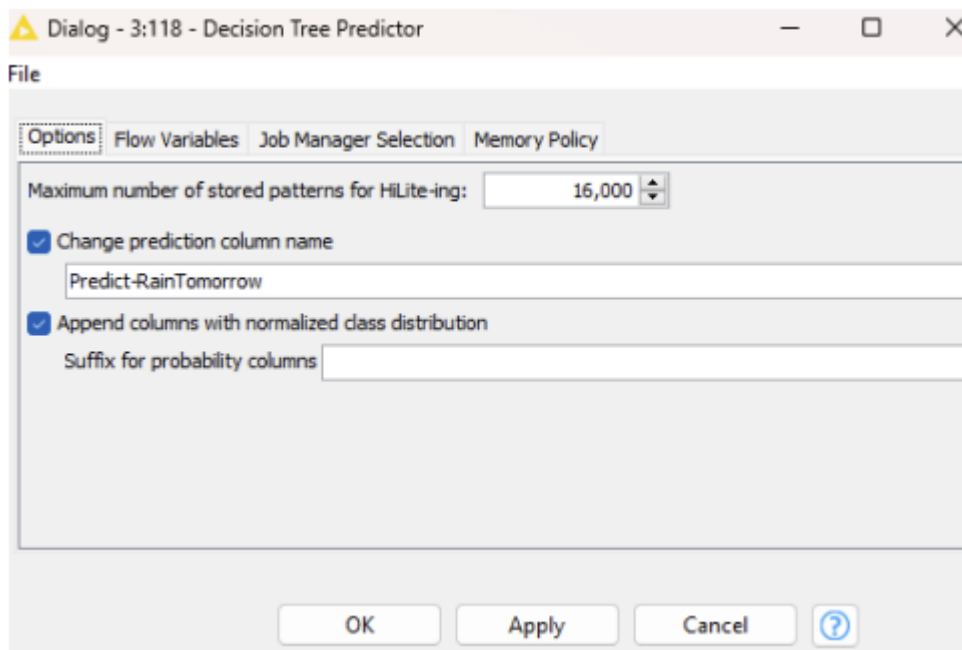 Dialog - 3:118 - Decision Tree Predictor
File
Options Flow Variables Job Manager Selection Memory Policy
Maximum number of stored patterns for HiLite-ing: 16,000
Change prediction column name
Predict-RainTomorrow
Append columns with normalized class distribution
Suffix for probability columns
OK Apply Cancel ?